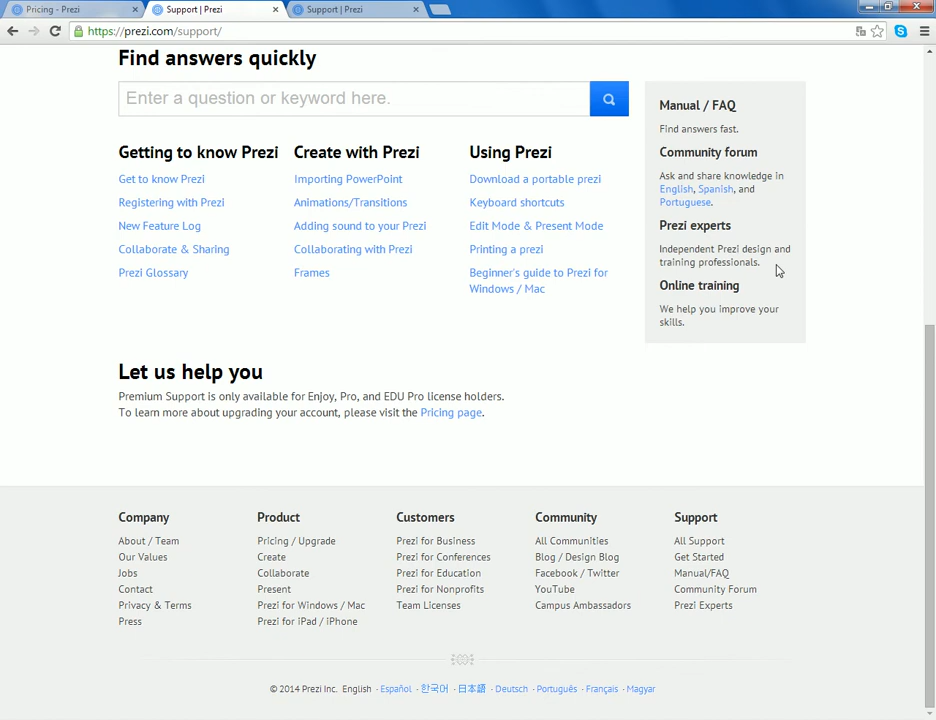 Pricing - Prezi
Support | Prezi
Support | Prezi
https://prezi.com/support/
Find answers quickly
Enter a question or keyword here.
Getting to know Prezi
Get to know Prezi
Registering with Prezi
New Feature Log
Collaborate & Sharing
Prezi Glossary
Create with Prezi
Importing PowerPoint
Animations/Transitions
Adding sound to your Prezi
Collaborating with Prezi
Frames
Using Prezi
Download a portable prezi
Keyboard shortcuts
Edit Mode & Present Mode
Printing a prezi
Beginner's guide to Prezi for
Windows / Mac
Manual / FAQ
Find answers fast.
Community forum
Ask and share knowledge in
English, Spanish, and
Portuguese.
Prezi experts
Independent Prezi design and
training professionals.
Online training
We help you improve your
skills.
Let us help you
Premium Support is only available for Enjoy, Pro, and EDU Pro license holders.
To learn more about upgrading your account, please visit the Pricing page.
Company
About / Team
Our Values
Jobs
Contact
Privacy & Terms
Press
Product
Pricing / Upgrade
Create
Collaborate
Present
Prezi for Windows / Mac
Prezi for iPad / iPhone
Customers
Prezi for Business
Prezi for Conferences
Prezi for Education
Prezi for Nonprofits
Team Licenses
Community
All Communities
Blog / Design Blog
Facebook / Twitter
YouTube
Campus Ambassadors
Support
All Support
Get Started
Manual/FAQ
Community Forum
Prezi Experts
© 2014 Prezi Inc. English · Español · 한국어 · 日本語 · Deutsch · Português · Français · Magyar